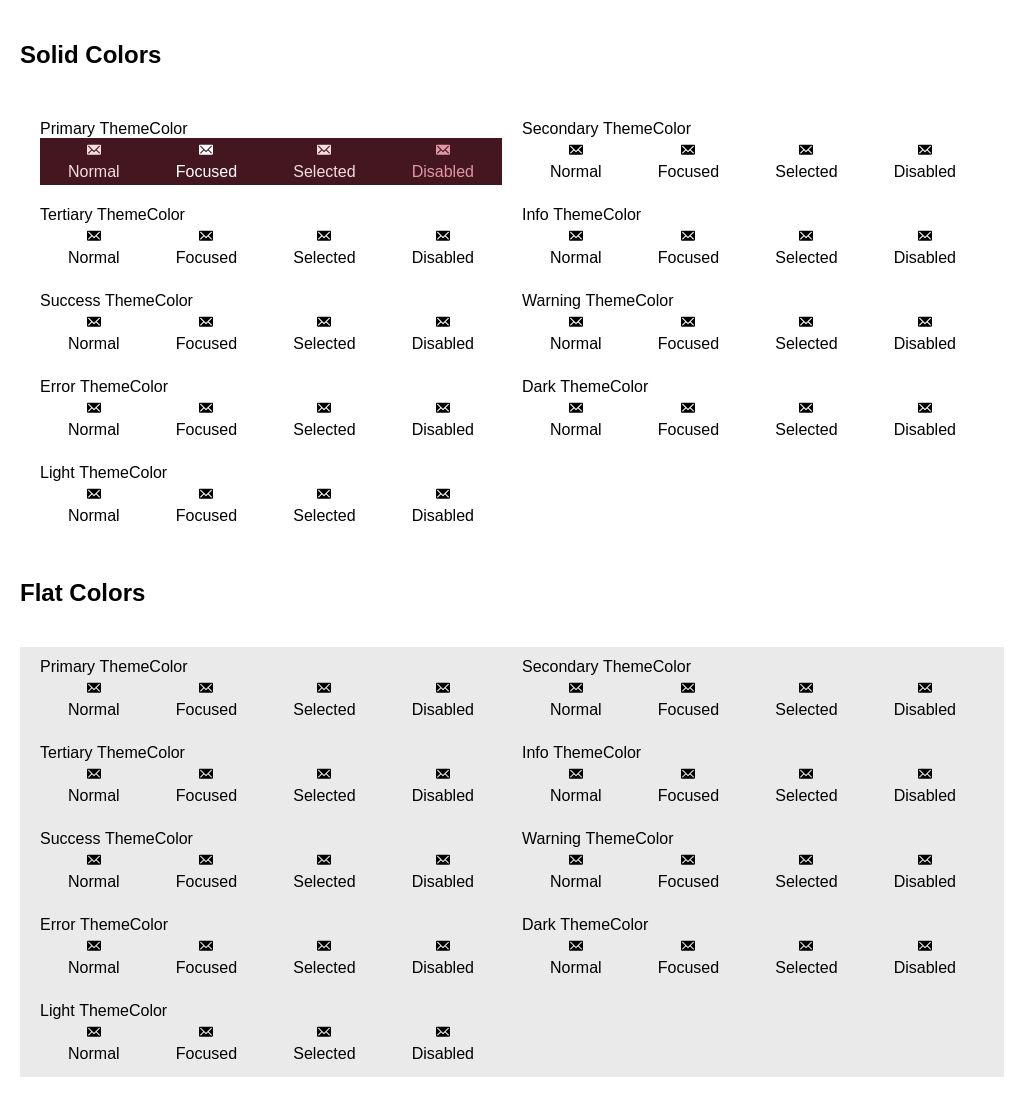 Solid Colors
Primary ThemeColor
Normal Focused Selected Disabled
Secondary ThemeColor
Normal Focused Selected Disabled
Tertiary ThemeColor
Normal Focused Selected Disabled
Info ThemeColor
Normal Focused Selected Disabled
Success ThemeColor
Normal Focused Selected Disabled
Warning ThemeColor
Normal Focused Selected Disabled
Error ThemeColor
Normal Focused Selected Disabled
Dark ThemeColor
Normal Focused Selected Disabled
Light ThemeColor
Normal Focused Selected Disabled
Flat Colors
Primary ThemeColor
Normal Focused Selected Disabled
Secondary ThemeColor
Normal Focused Selected Disabled
Tertiary ThemeColor
Normal Focused Selected Disabled
Info ThemeColor
Normal Focused Selected Disabled
Success ThemeColor
Normal Focused Selected Disabled
Warning ThemeColor
Normal Focused Selected Disabled
Error ThemeColor
Normal Focused Selected Disabled
Dark ThemeColor
Normal Focused Selected Disabled
Light ThemeColor
Normal Focused Selected Disabled